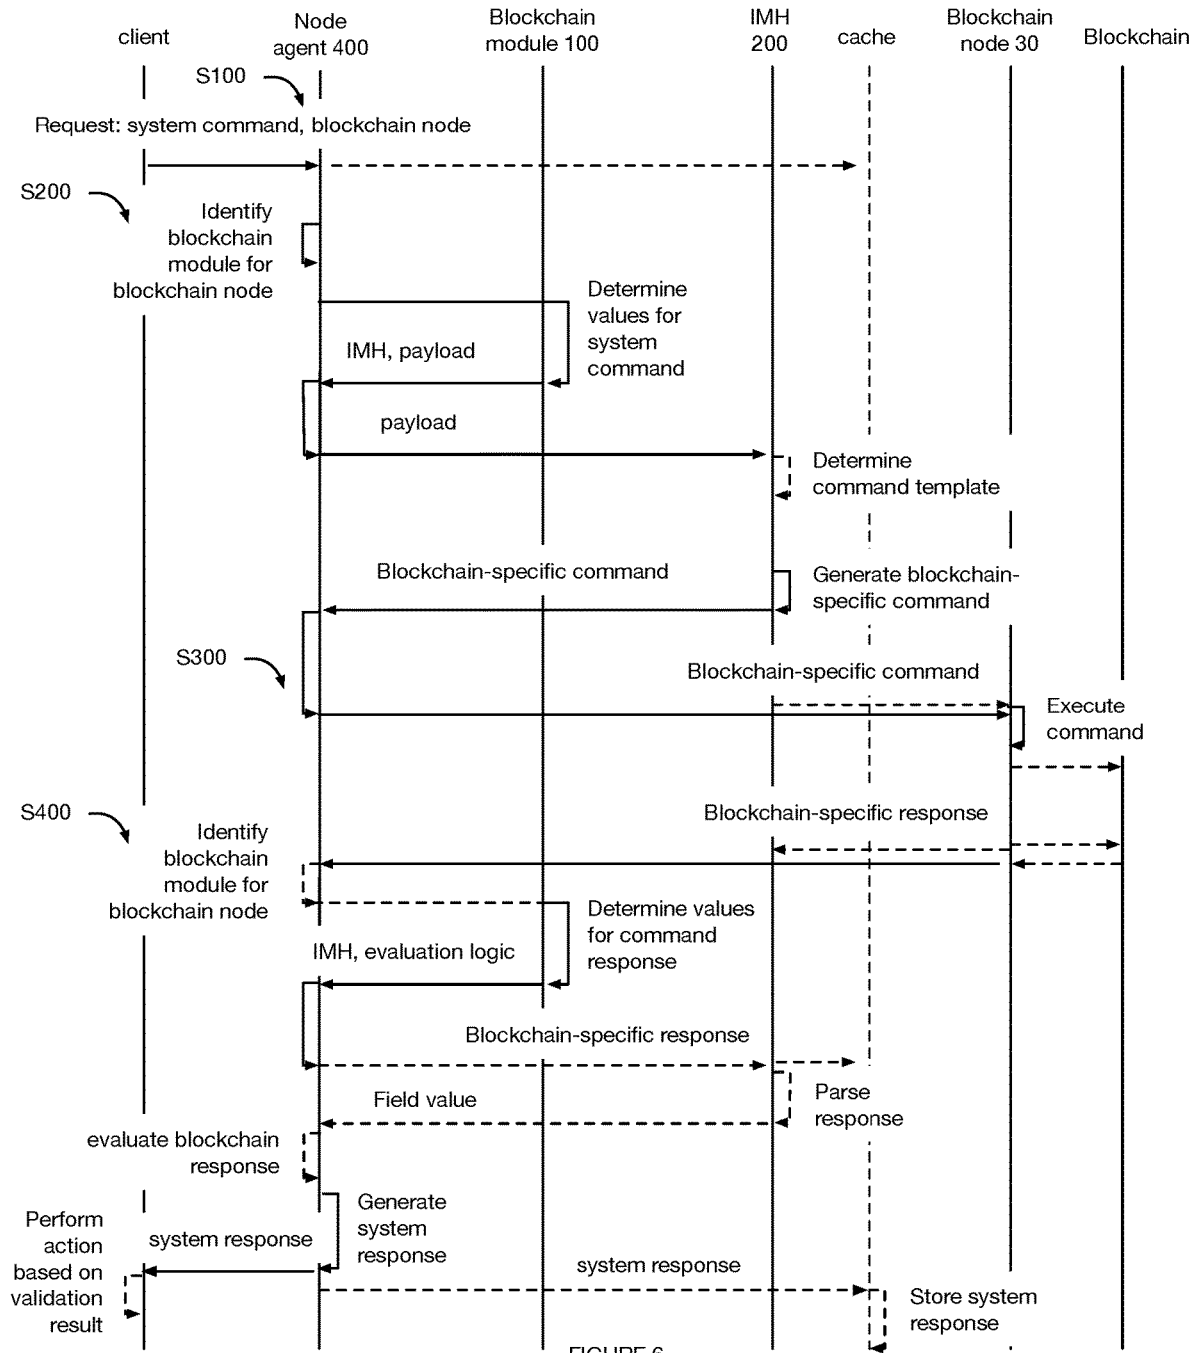 client
Node
agent 400
Blockchain
module 100
IMH
200
cache
Blockchain
node 30
Blockchain
S100
Request: system command, blockchain node
S200
Identify
blockchain
module for
blockchain node
Determine
values for
system
command
IMH, payload
payload
Determine
command template
Blockchain-specific command
Generate blockchain-
specific command
S300
Blockchain-specific command
Execute
command
S400
Blockchain-specific response
Identify
blockchain
module for
blockchain node
Determine values
for command
response
IMH, evaluation logic
Blockchain-specific response
Parse
response
Field value
evaluate blockchain
response
Generate
system
response
Perform
action
based on
validation
result
system response
system response
Store system
response
FIGURE 6